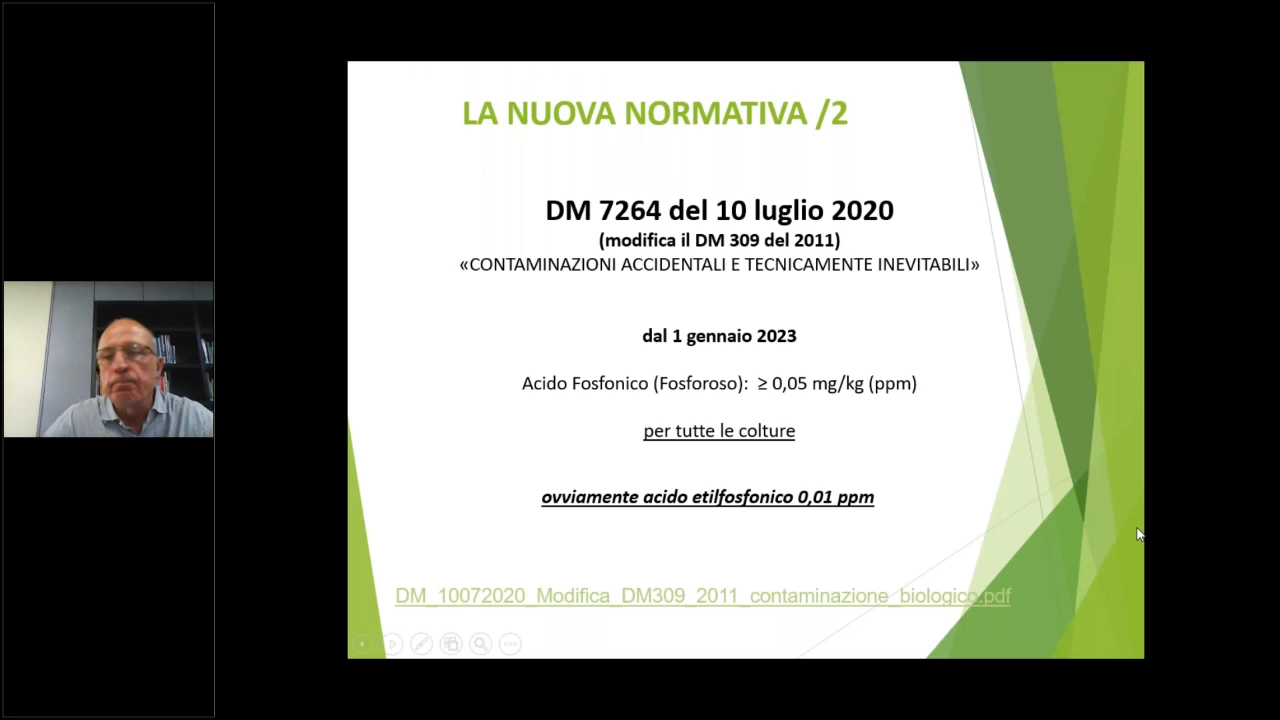 LA NUOVA NORMATIVA /2
DM 7264 del 10 luglio 2020
(modifica il DM 309 del 2011)
«CONTAMINAZIONI ACCIDENTALI E TECNICAMENTE INEVITABILI»
dal 1 gennaio 2023
Acido Fosfonico (Fosforoso): ≥ 0,05 mg/kg (ppm)
per tutte le colture
ovviamente acido etilfosfonico 0,01 ppm
DM_10072020_Modifica_DM309_2011_contaminazione_biologico.pdf